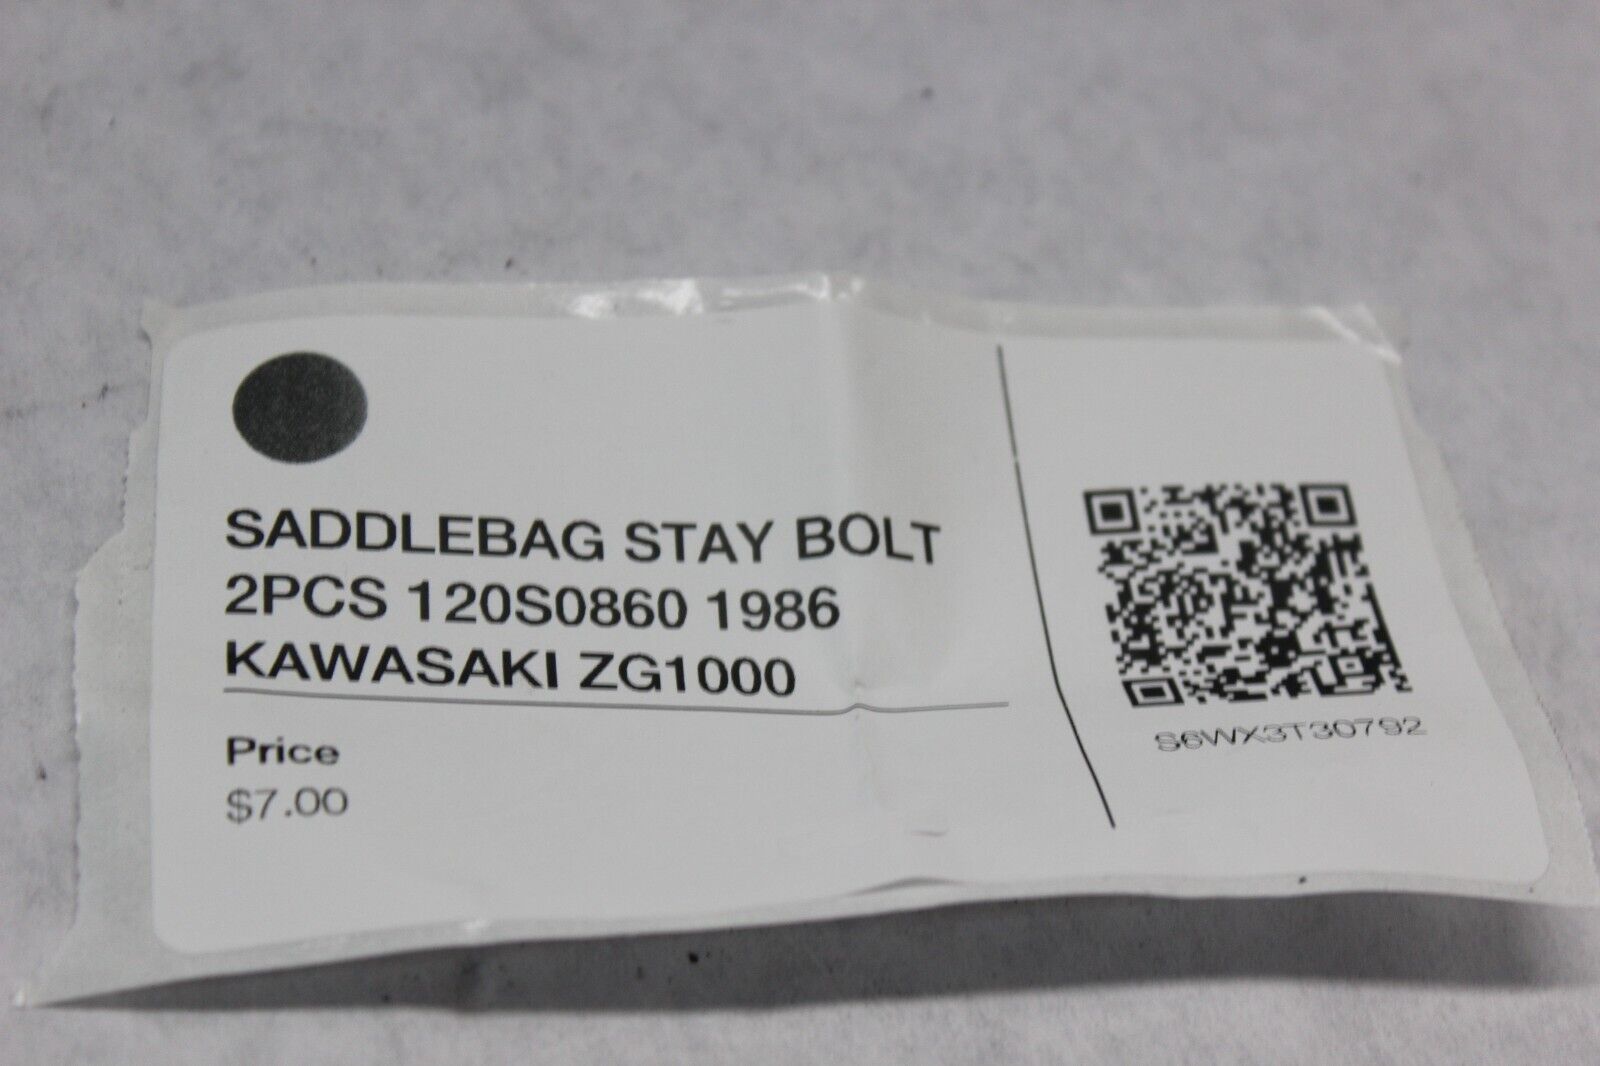 SADDLEBAG STAY BOLT
2PCS 120S0860 1986
KAWASAKI ZG1000
Price
$7.00
S6WX3T30792